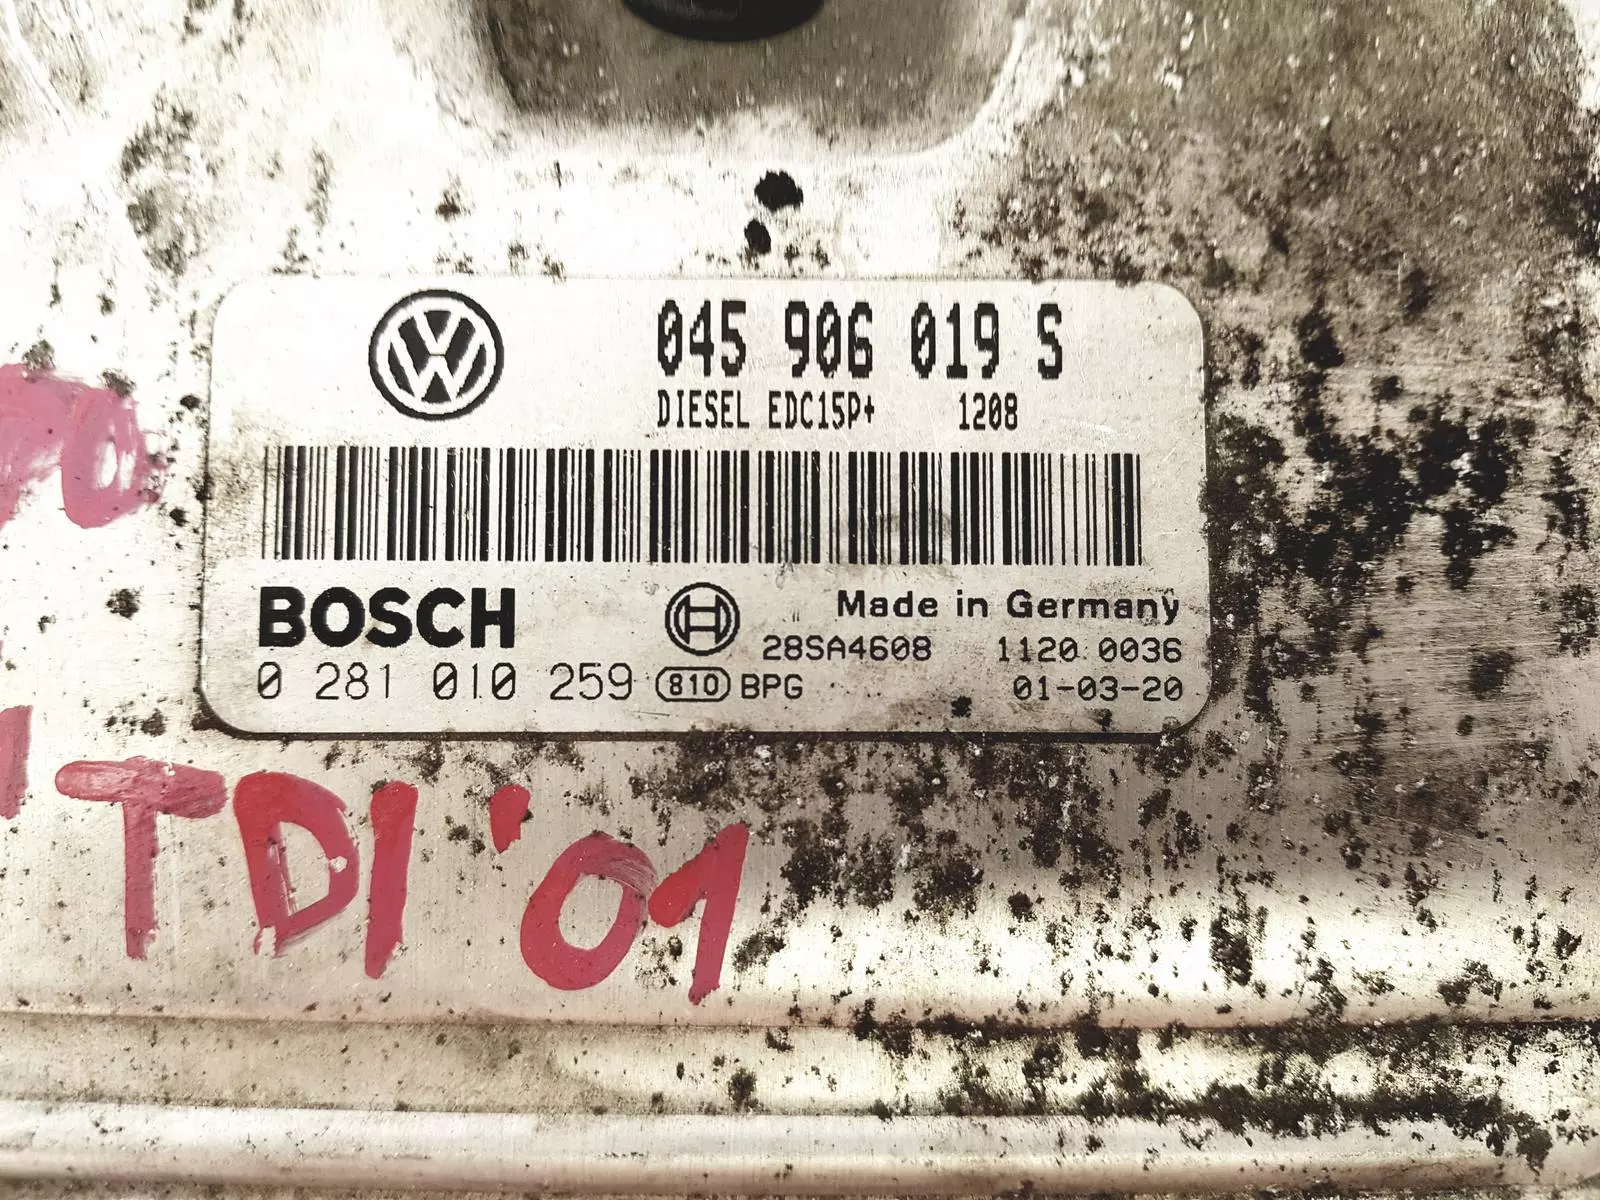 045 906 019 S
DIESEL EDC15P+ 1208
BOSCH
Made in Germany
28SA4608 1120 0036
0 281 010 259 810 BPG 01-03-20
TDI '01